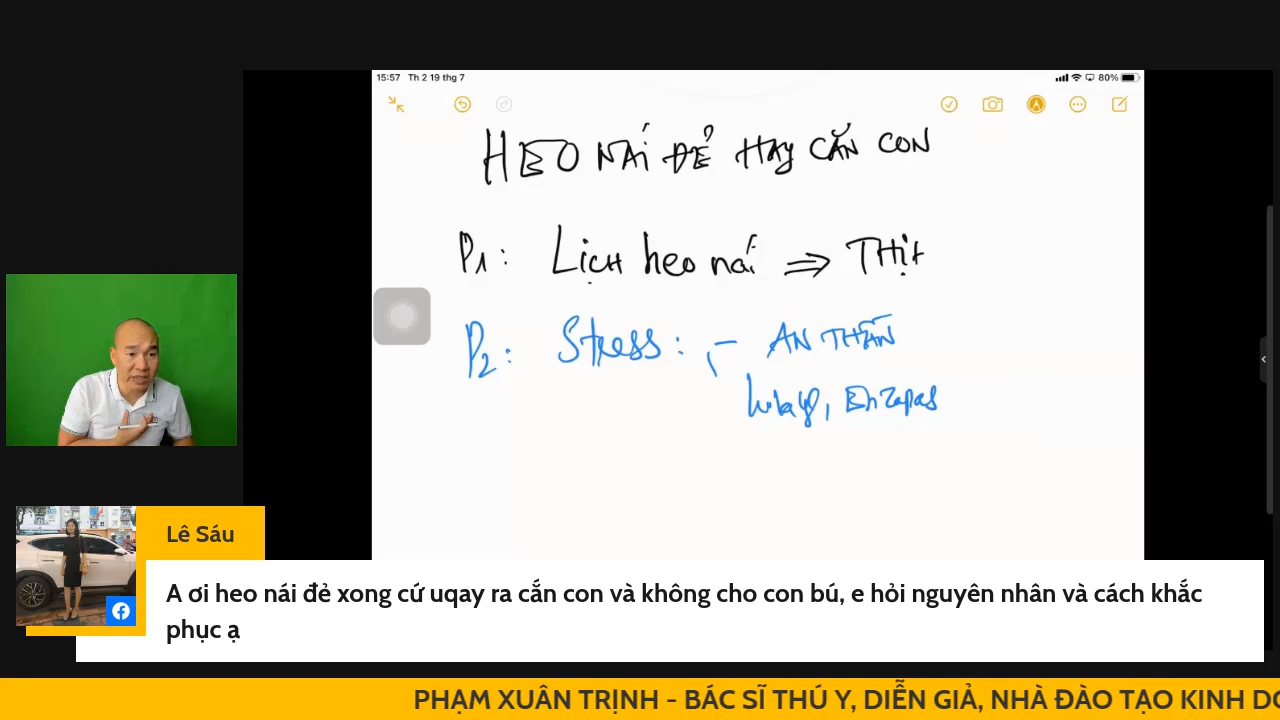 15:57 Th 2 19 thg 7
80%
HEO NÁI ĐẺ HAY CẮN CON
P1: Lịch heo nái ⇒ THịt
P2: Stress: - AN THẦN
Lê Sáu
A ơi heo nái đẻ xong cứ uqay ra cắn con và không cho con bú, e hỏi nguyên nhân và cách khắc
phục ạ
PHẠM XUÂN TRỊNH - BÁC SĨ THÚ Y, DIỄN GIẢ, NHÀ ĐÀO TẠO KINH DO